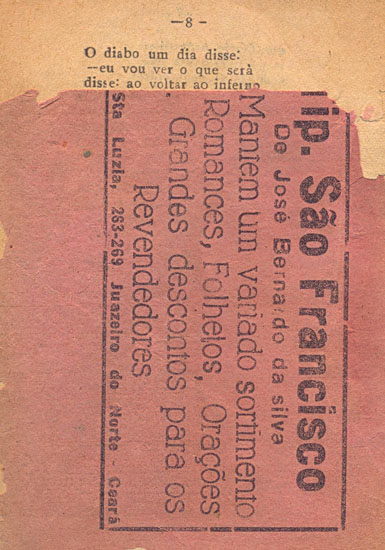 —8—
O diabo um dia disse:
—eu vou ver o que serà
disse: ao voltar ao inferno
Tip. São Francisco
De José Bernardo da silva
Mantem um variado sortimento
Romances, Folhetos, Orações
Grandes descontos para os
Revendedores
Sta Luzia, 263-269 Juazeiro do Norte - Ceará